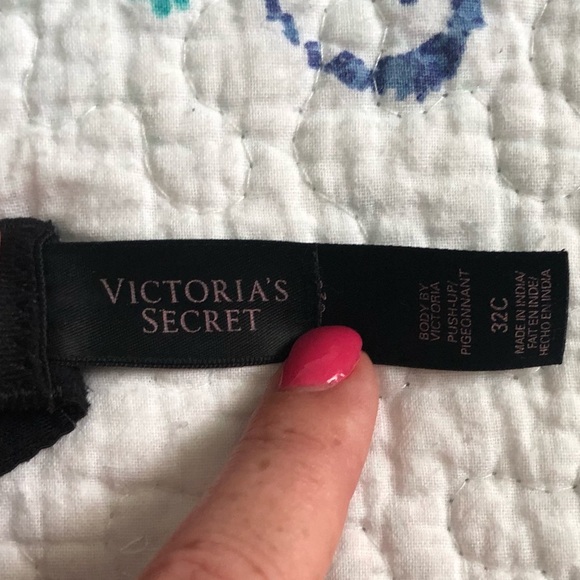 VICTORIA'S
SECRET
BODY BY
VICTORIA
PUSH-UP/
PIGEONNANT
32C
MADE IN INDIA/
FAIT EN INDE/
HECHO EN INDIA